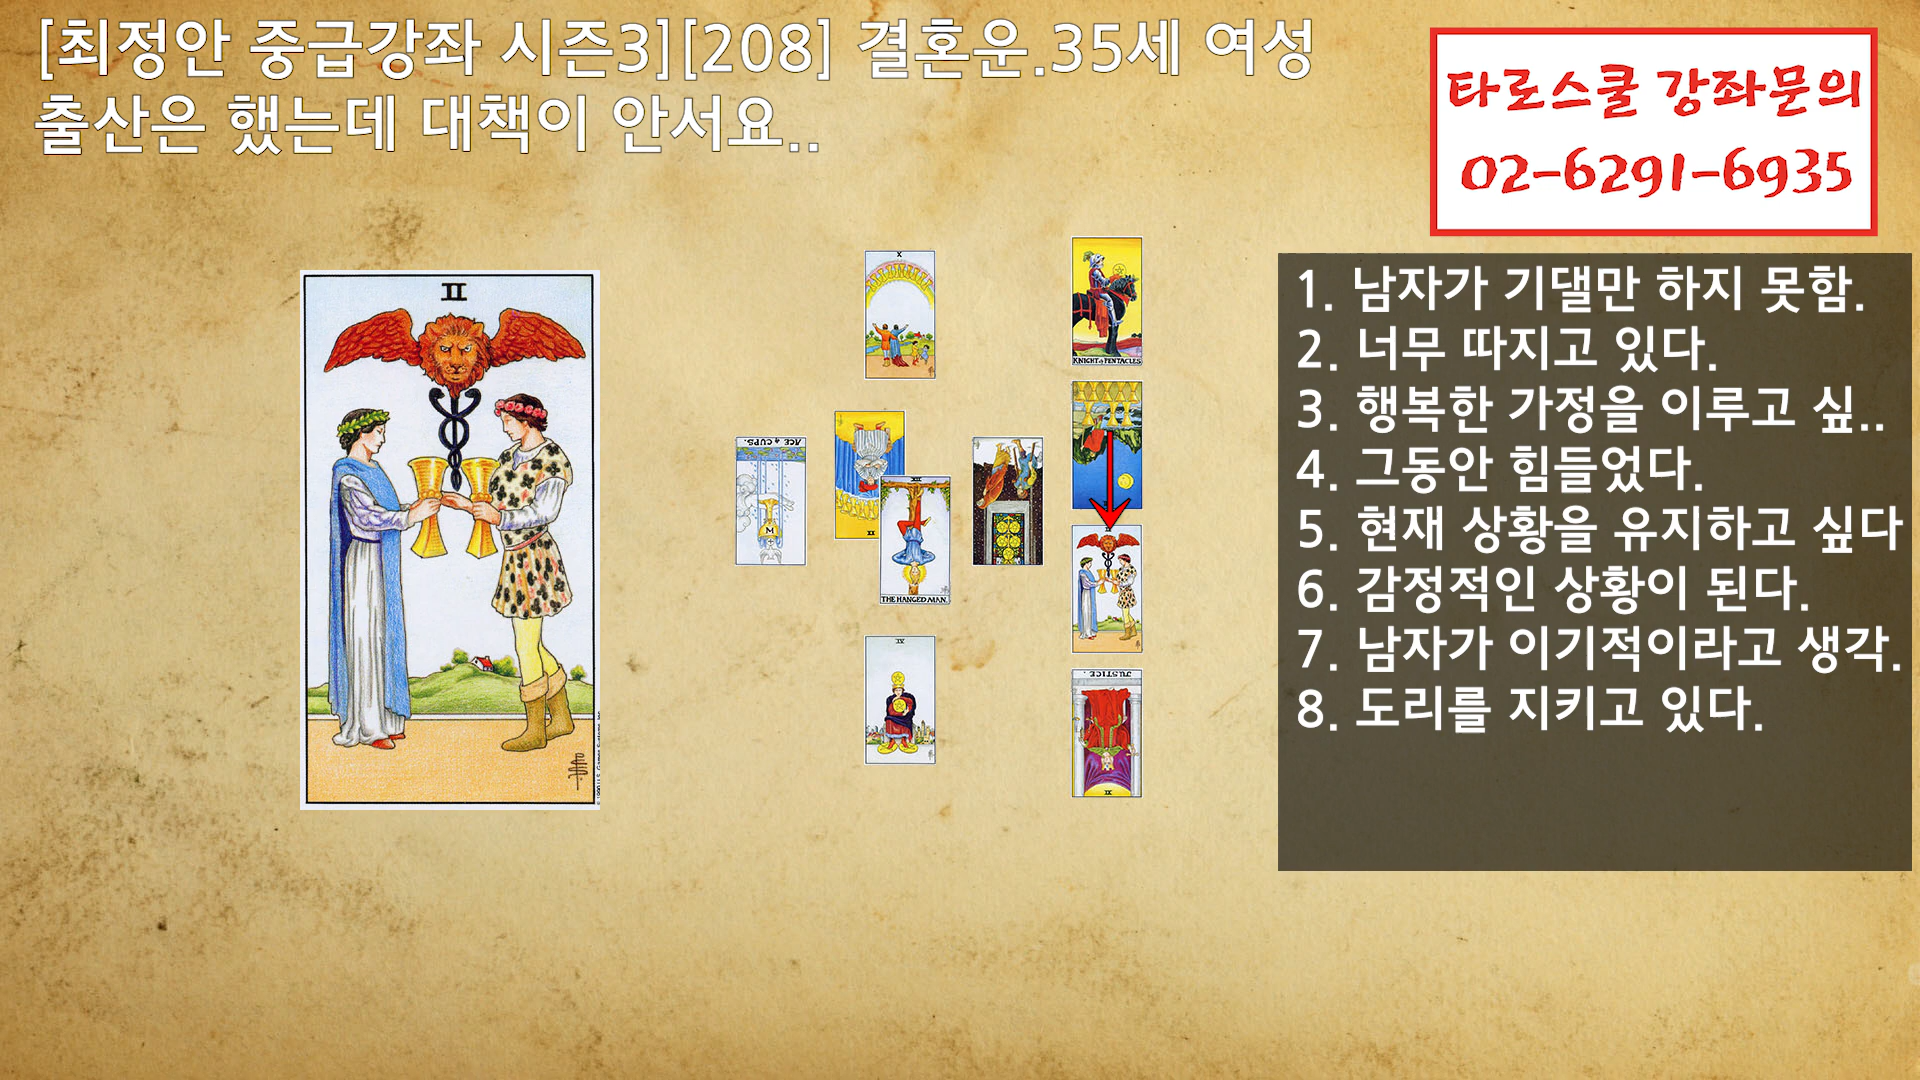 [최정안 중급강좌 시즌3][208] 결혼운.35세 여성
출산은 했는데 대책이 안서요..
타로스쿨 강좌문의
02-6291-6935
1. 남자가 기댈만 하지 못함.
2. 너무 따지고 있다.
3. 행복한 가정을 이루고 싶..
4. 그동안 힘들었다.
5. 현재 상황을 유지하고 싶다
6. 감정적인 상황이 된다.
7. 남자가 이기적이라고 생각.
8. 도리를 지키고 있다.
II
X
KNIGHT of PENTACLES
ACE of CUPS.
IX
XII
THE HANGED MAN.
II
IV
JUSTICE.
XI